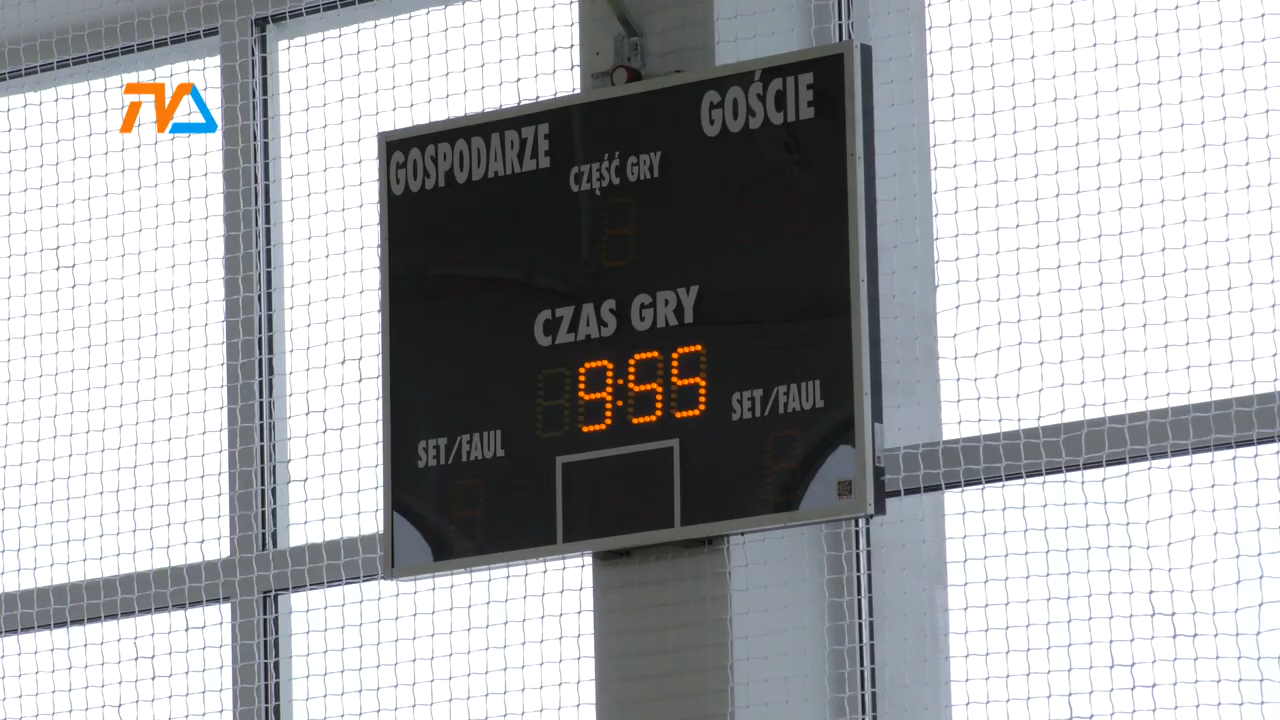 TVA
GOSPODARZE
CZĘŚĆ GRY
GOŚCIE
CZAS GRY
9:55
SET/FAUL
SET/FAUL